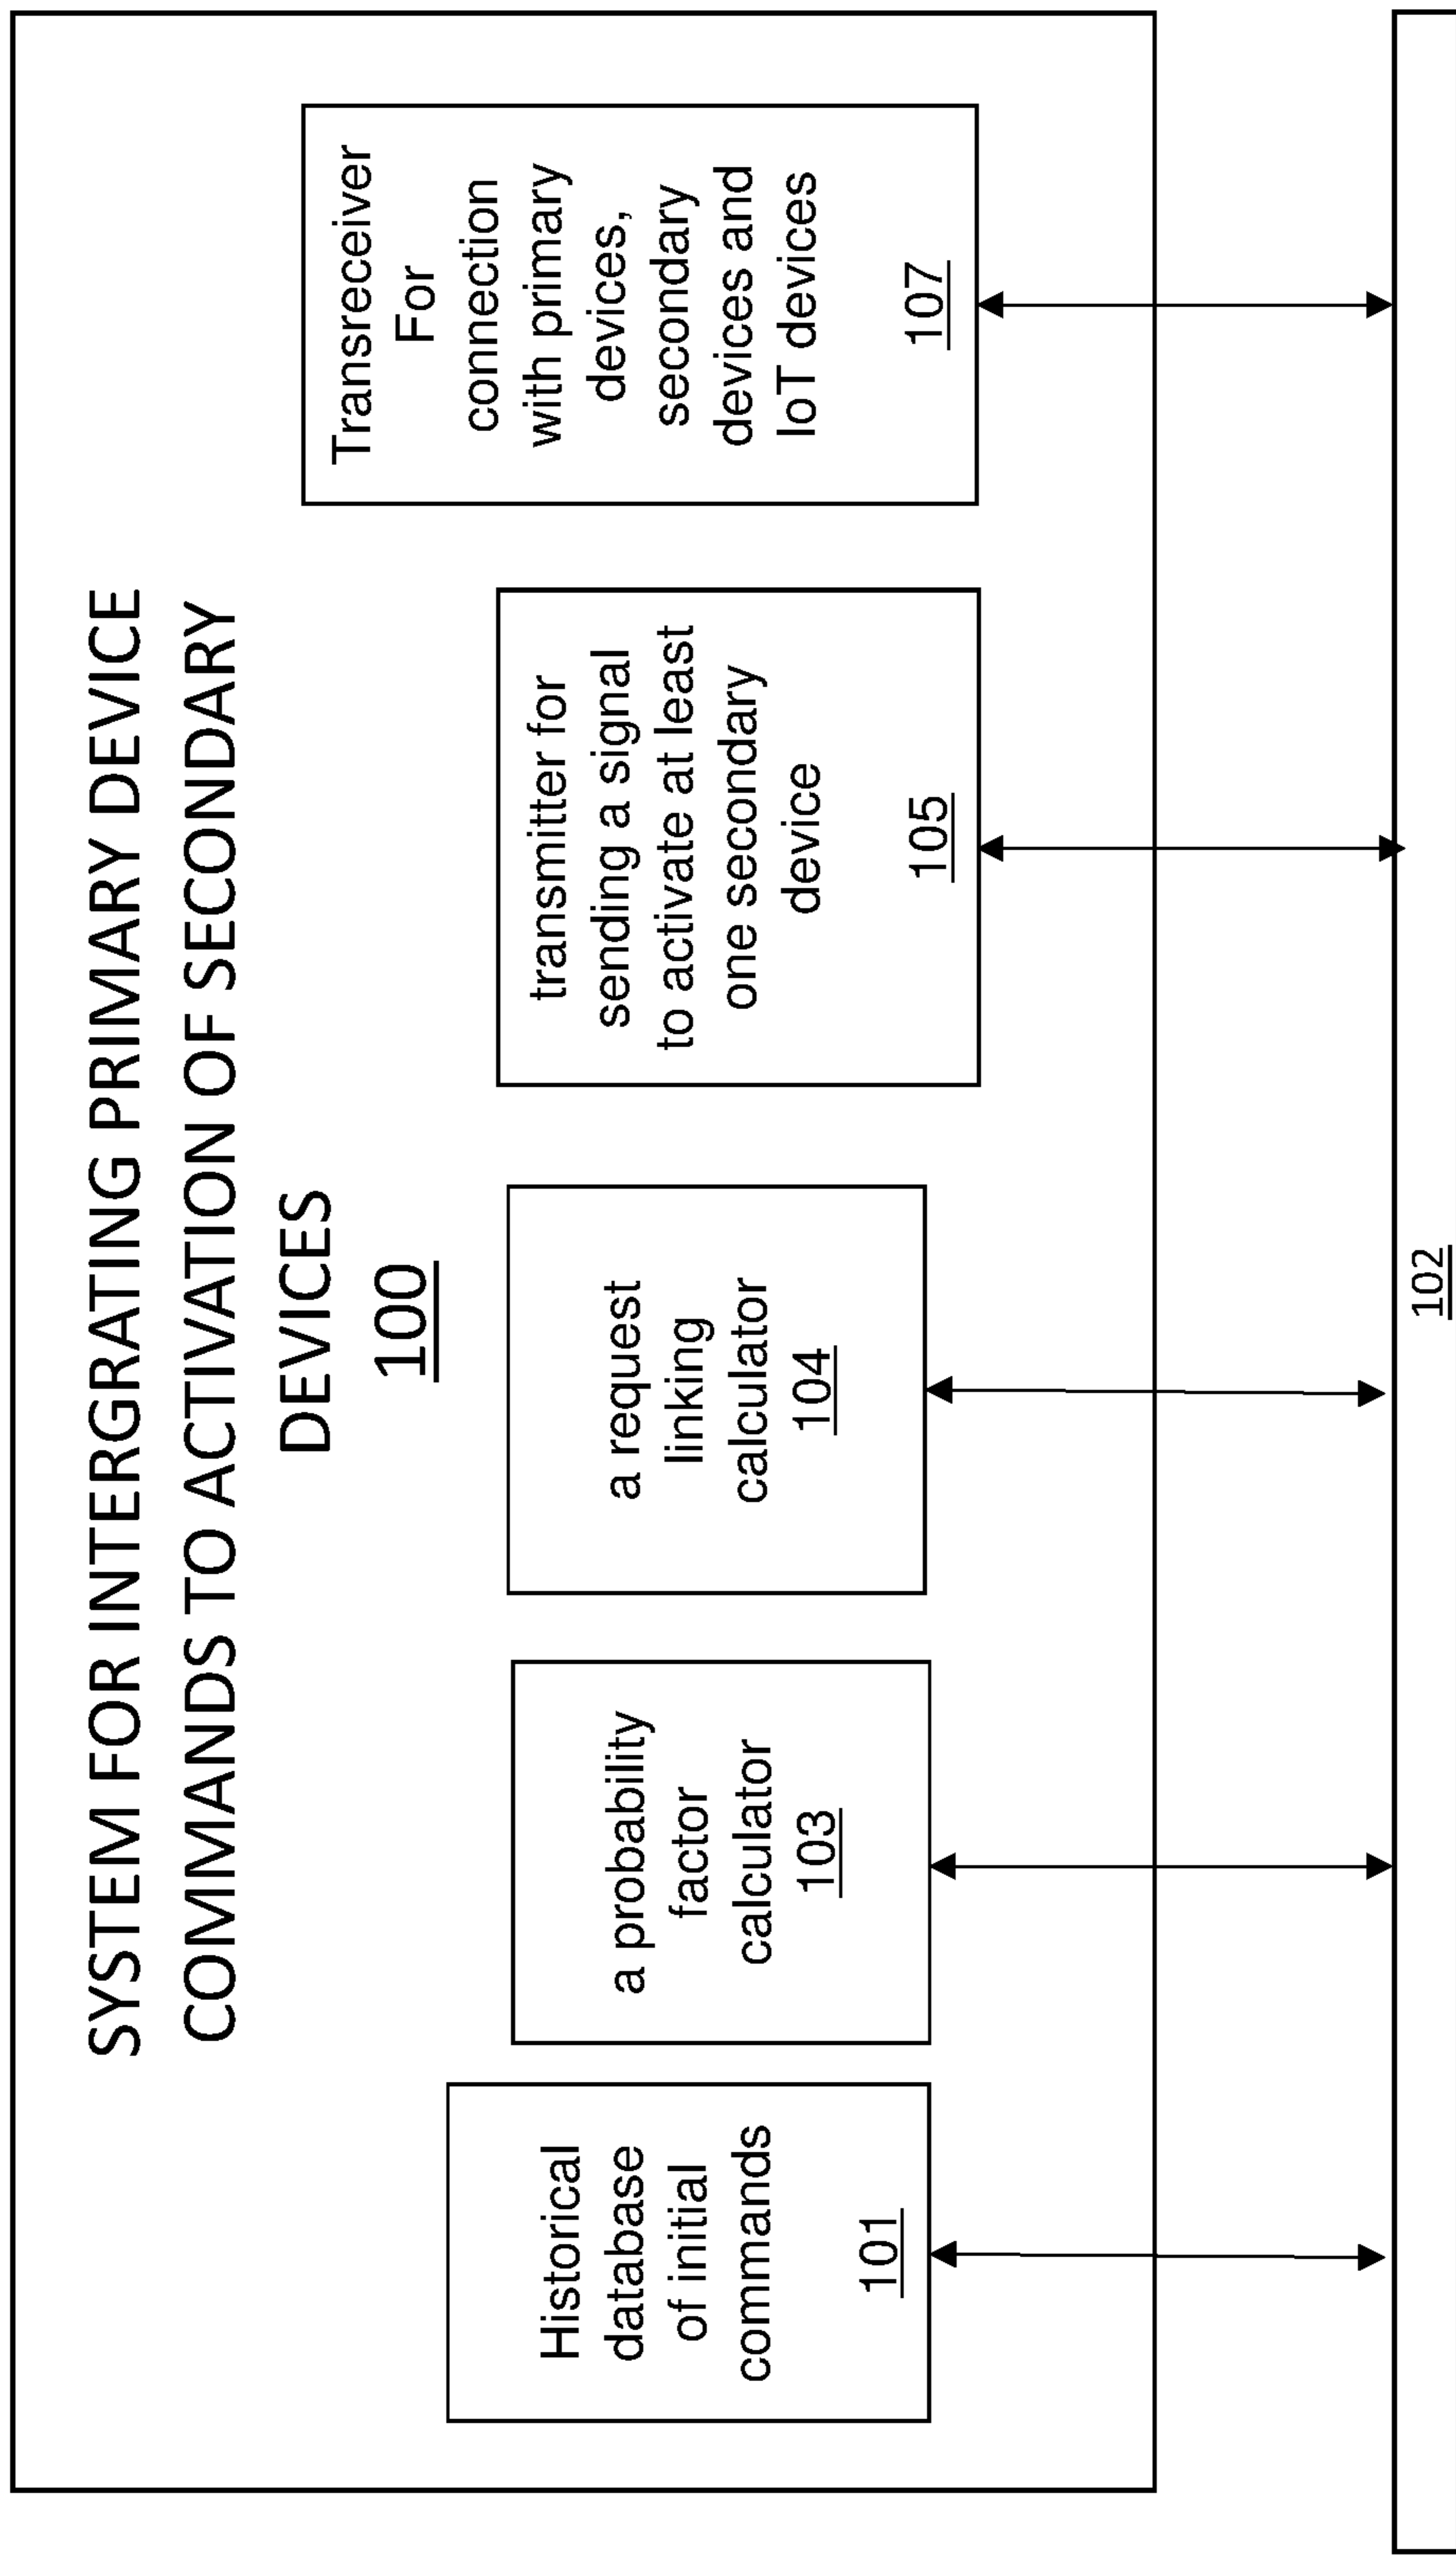 SYSTEM FOR INTERGRATING PRIMARY DEVICE
COMMANDS TO ACTIVATION OF SECONDARY
DEVICES
100
Historical
database
of initial
commands
101
a probability
factor
calculator
103
a request
linking
calculator
104
transmitter for
sending a signal
to activate at least
one secondary
device
105
Transreceiver
For
connection
with primary
devices,
secondary
devices and
IoT devices
107
102